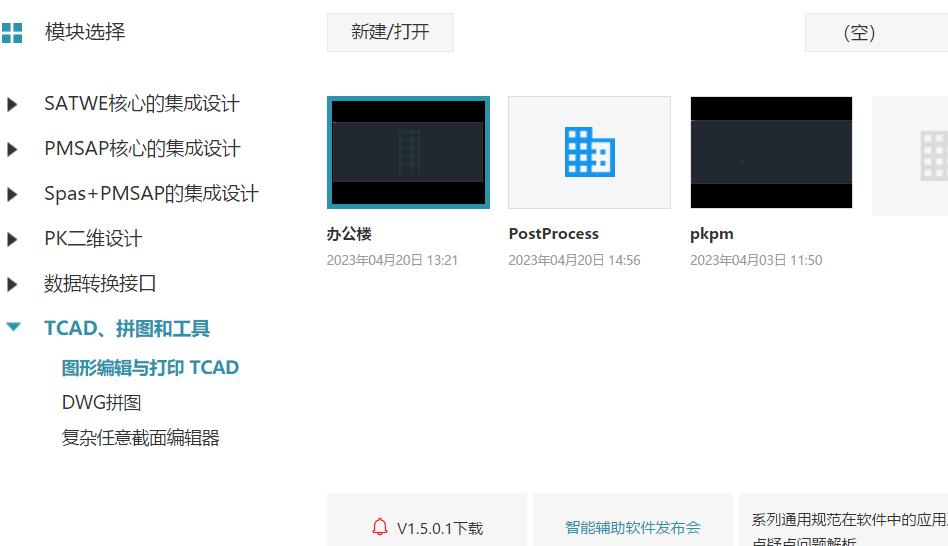 模块选择
新建/打开
（空）
SATWE核心的集成设计
PMSAP核心的集成设计
Spas+PMSAP的集成设计
PK二维设计
数据转换接口
TCAD、拼图和工具
图形编辑与打印 TCAD
DWG拼图
复杂任意截面编辑器
办公楼
2023年04月20日 13:21
PostProcess
2023年04月20日 14:56
pkpm
2023年04月03日 11:50
V1.5.0.1下载
智能辅助软件发布会
系列通用规范在软件中的应用
点疑点问题解析